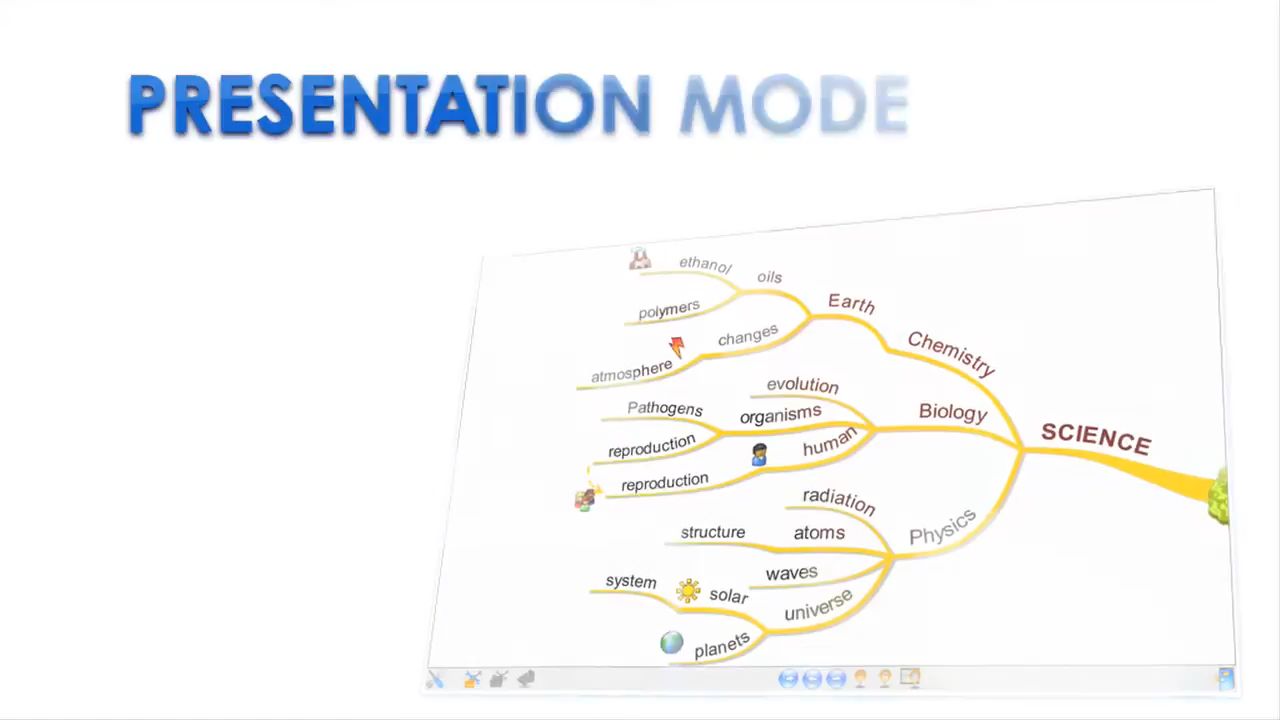 PRESENTATION MODE
ethanol
oils
polymers
Earth
changes
atmosphere
Chemistry
evolution
Pathogens
organisms
Biology
reproduction
human
reproduction
SCIENCE
radiation
structure
atoms
Physics
waves
system
solar
universe
planets